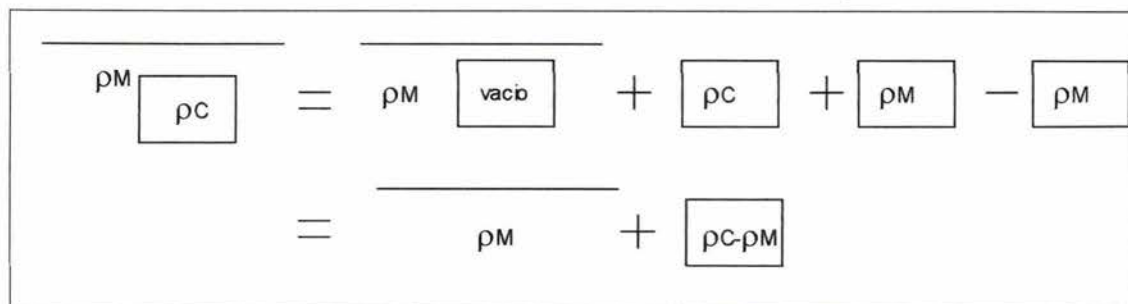 ρM ρC = ρM vacio + ρC + ρM − ρM
= ρM + ρC-ρM